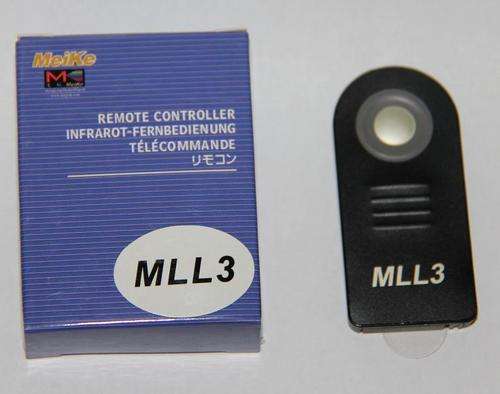 MeiKe
REMOTE CONTROLLER
INFRAROT-FERNBEDIENUNG
TÉLÉCOMMANDE
リモコン
MLL3
MLL3